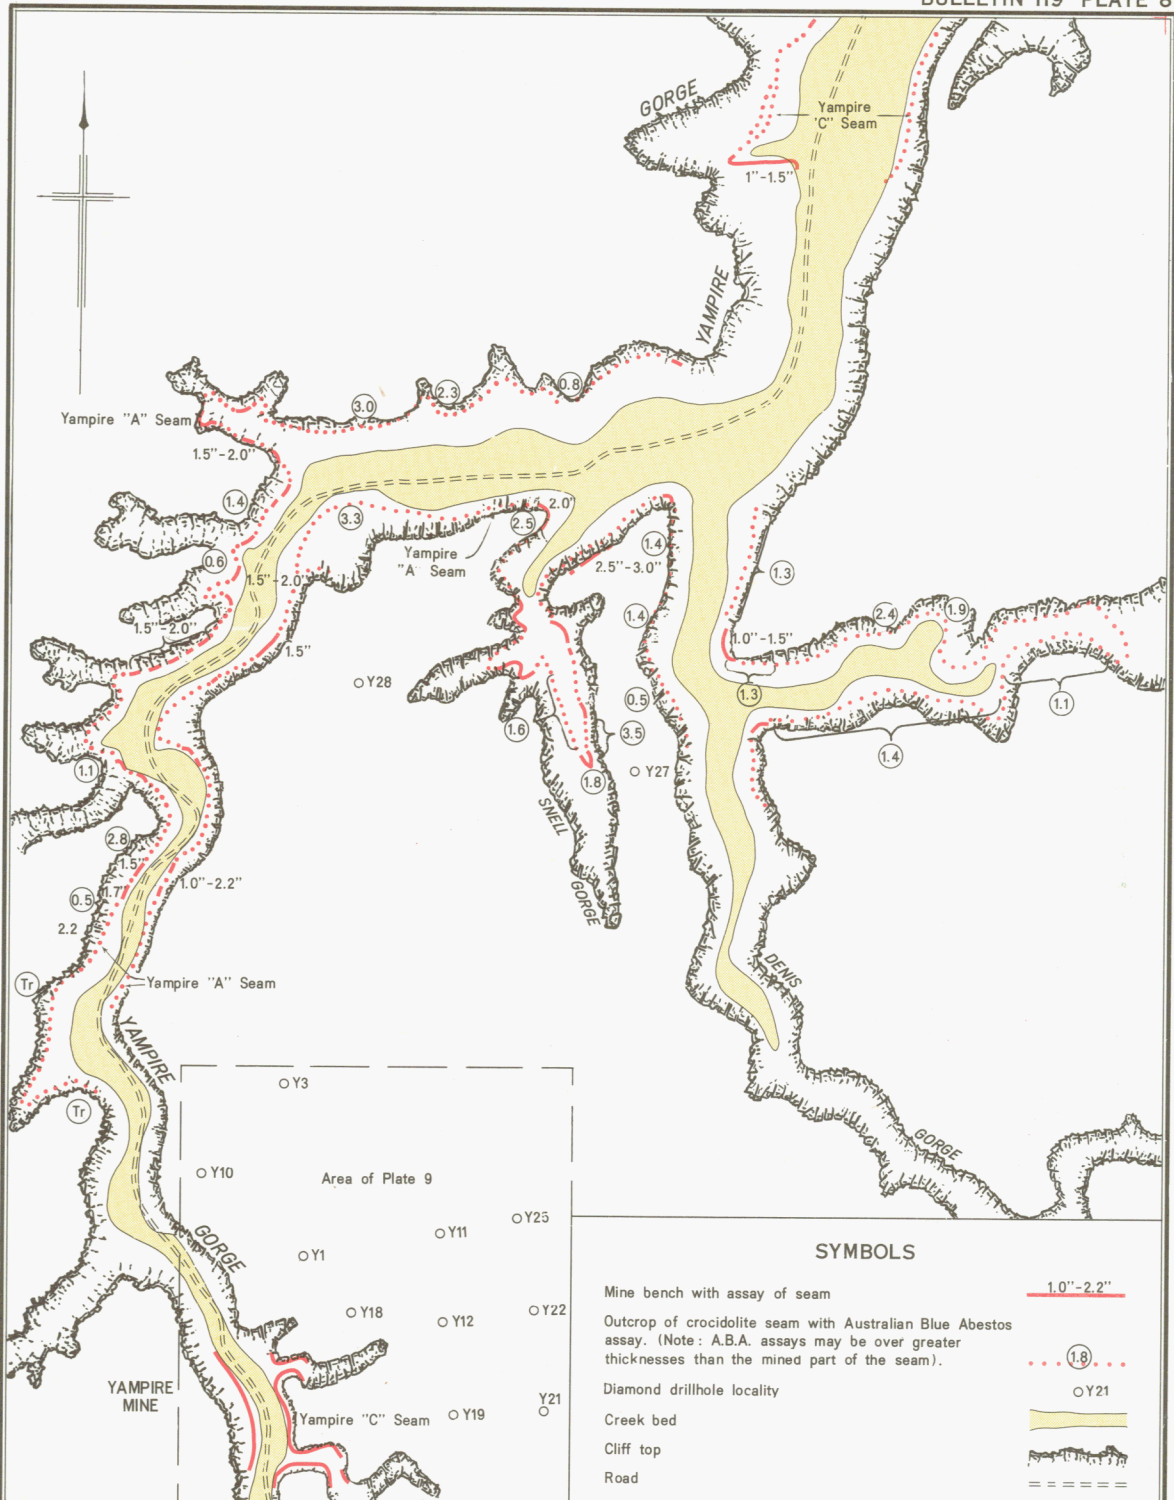 BULLETIN 119 PLATE 8
GORGE
Yampire
'C" Seam
1"-1.5"
YAMPIRE
0.8
2.3
3.0
Yampire "A" Seam
1.5"-2.0"
1.4
3.3
2.5
2.0"
Yampire
"A Seam
1.4
2.5"-3.0"
0.6
1.5"-2.0"
1.3
1.5"-2.0"
1.4
2.4
1.9
1.0"-1.5"
1.5"
Y28
0.5
1.3
1.1
1.6
3.5
1.4
1.1
1.8
Y27
SNELL
GORGE
2.8
1.5"
1.7"
0.5
1.0"-2.2"
2.2
Tr
Yampire "A" Seam
DENIS
YAMPIRE
Tr
Y3
GORGE
Y10
Area of Plate 9
Y25
Y11
GORGE
Y1
Y18
Y12
Y22
YAMPIRE
MINE
Yampire "C" Seam
Y19
Y21
SYMBOLS
Mine bench with assay of seam
1.0"-2.2"
Outcrop of crocidolite seam with Australian Blue Abestos
assay. (Note: A.B.A. assays may be over greater
thicknesses than the mined part of the seam).
1.8
Diamond drillhole locality
Y21
Creek bed
Cliff top
Road